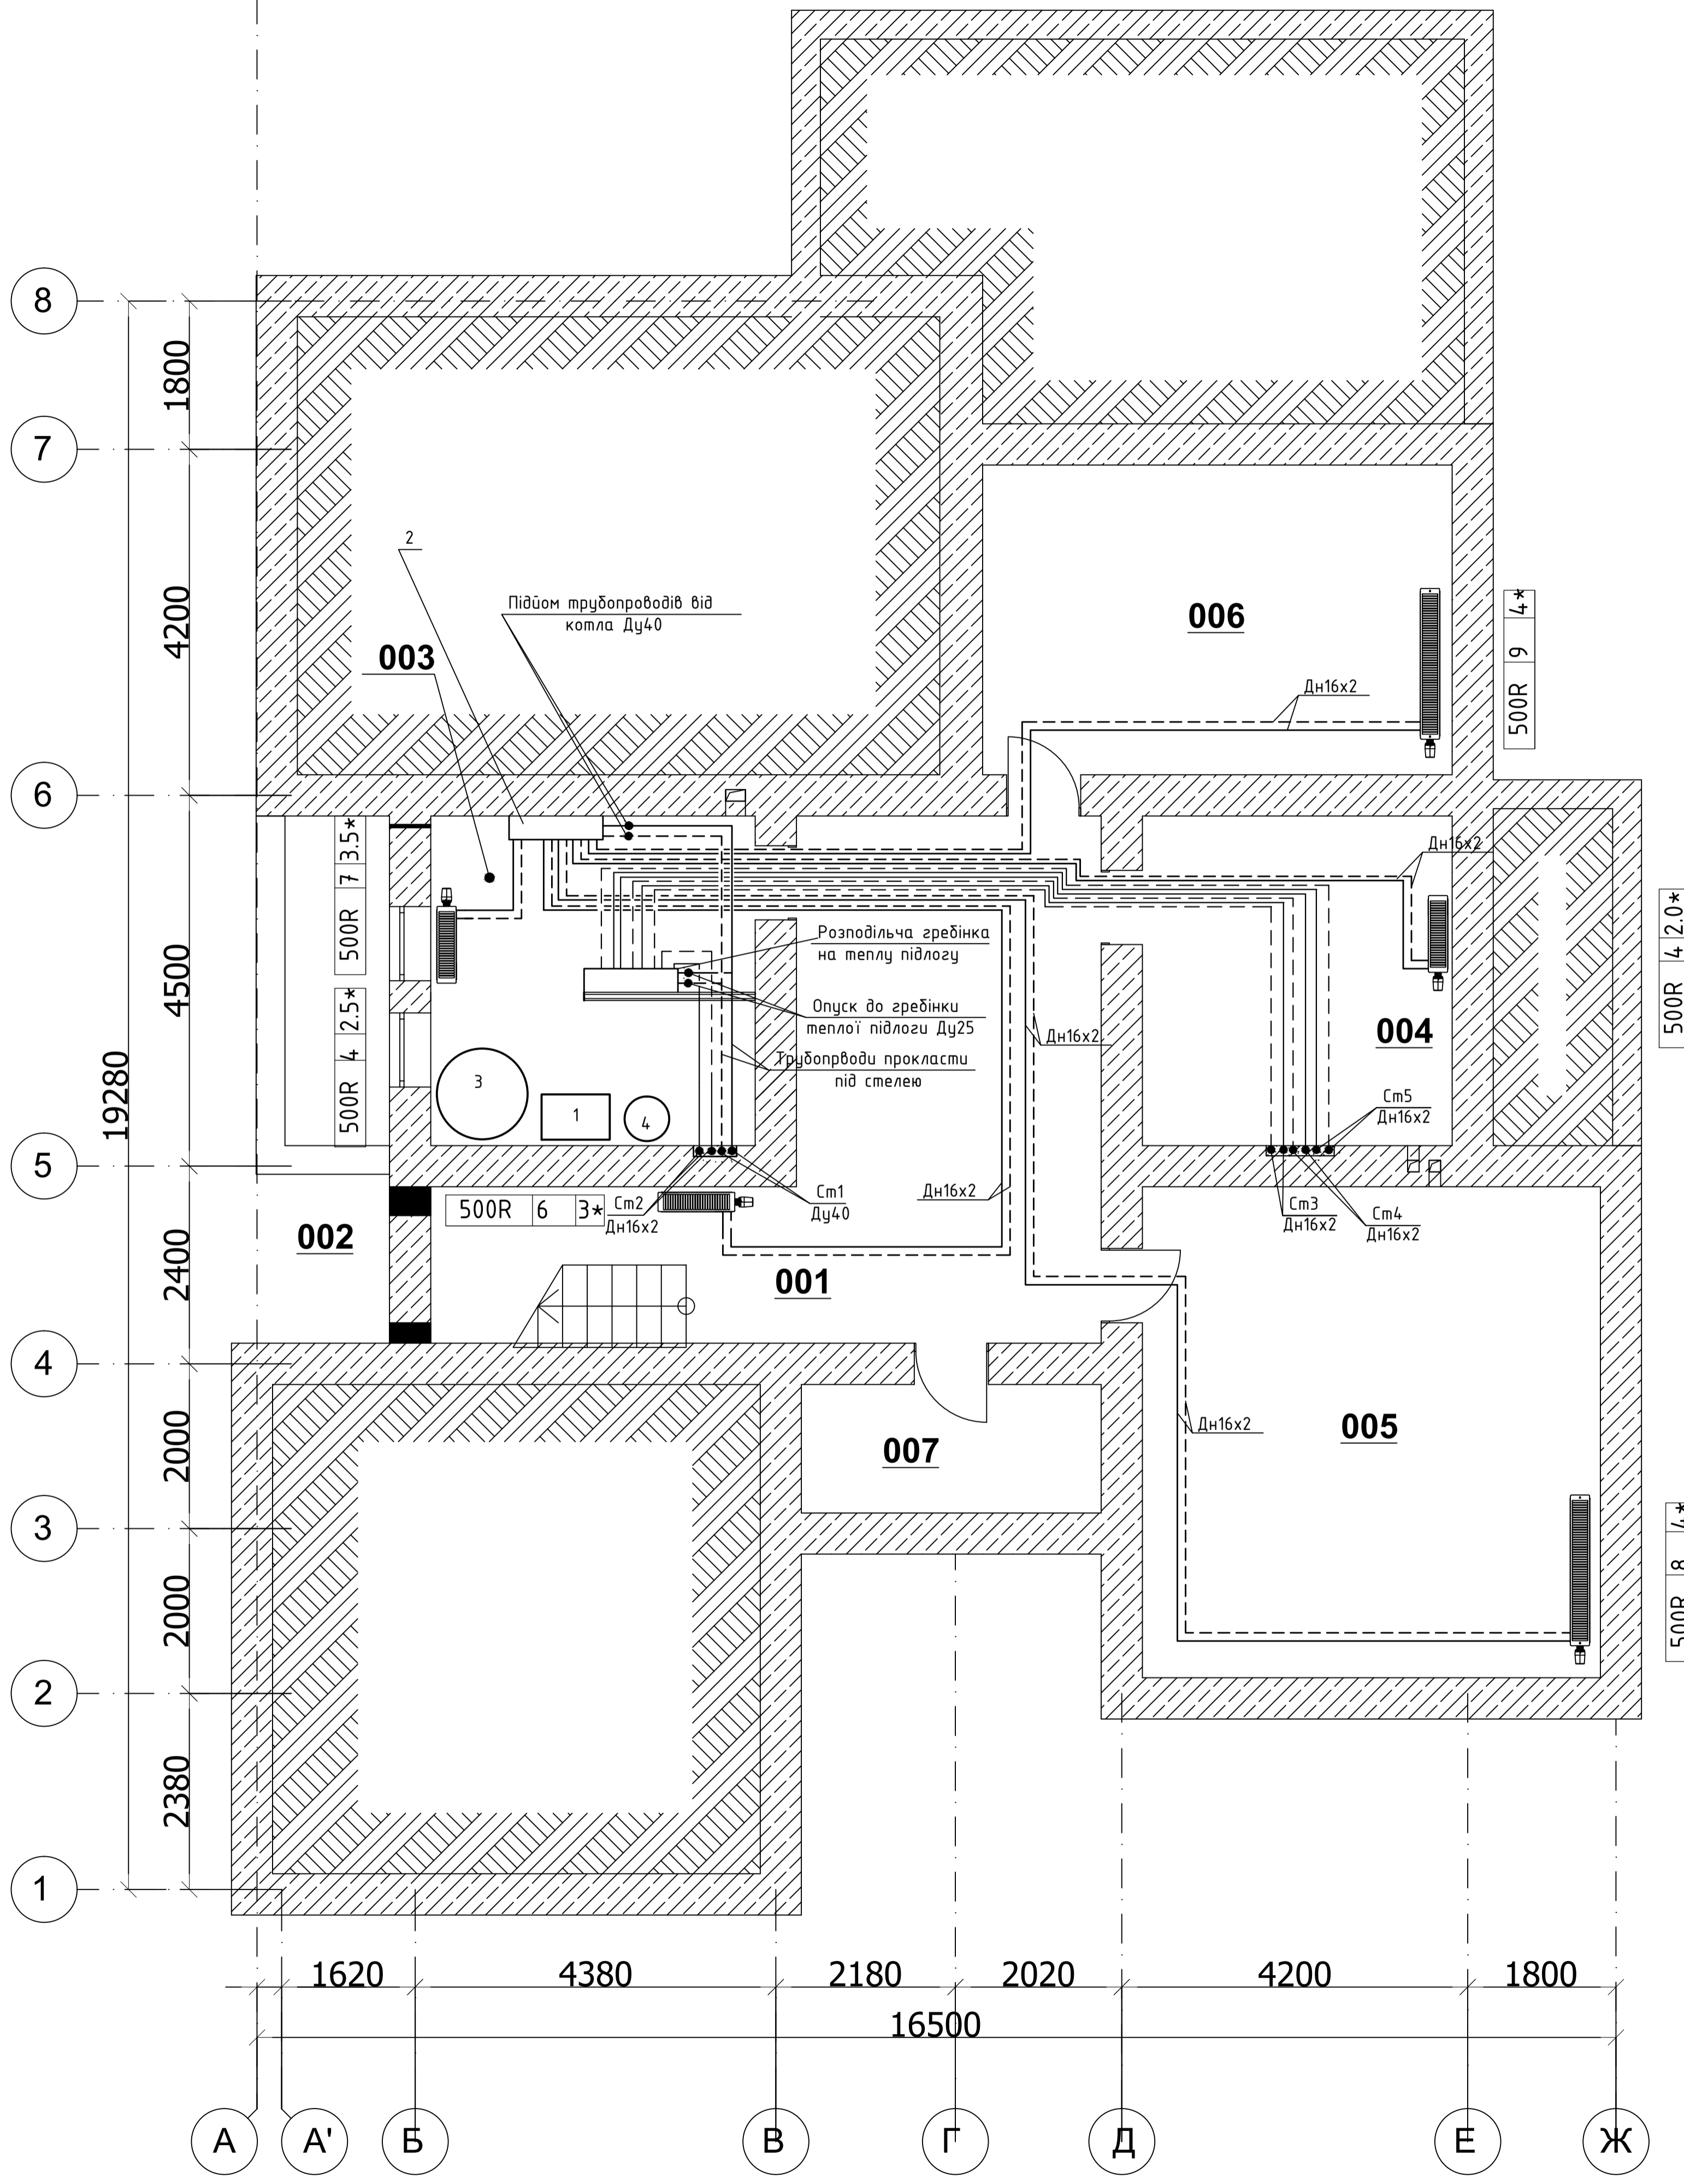 8
1800
7
4200
6
4500
5
2400
4
2000
3
2000
2
2380
1
19280
2
Підйом трубопроводів від
котла Ду40
003
006
Дн16х2
500R 9 4*
Дн16х2
500R 7 3.5*
500R 4 2.5*
500R 4 2.0*
Розподільча гребінка
на теплу підлогу
Опуск до гребінки
теплої підлоги Ду25
Трубопрводи прокласти
під стелею
Дн16х2
004
3
1
4
Ст5
Дн16х2
002
500R 6 3*
Ст2
Дн16х2
Ст1
Ду40
Дн16х2
Ст3
Дн16х2
Ст4
Дн16х2
001
Дн16х2
005
007
500R 8 4*
1620
4380
2180
2020
4200
1800
16500
А
А'
Б
В
Г
Д
Е
Ж